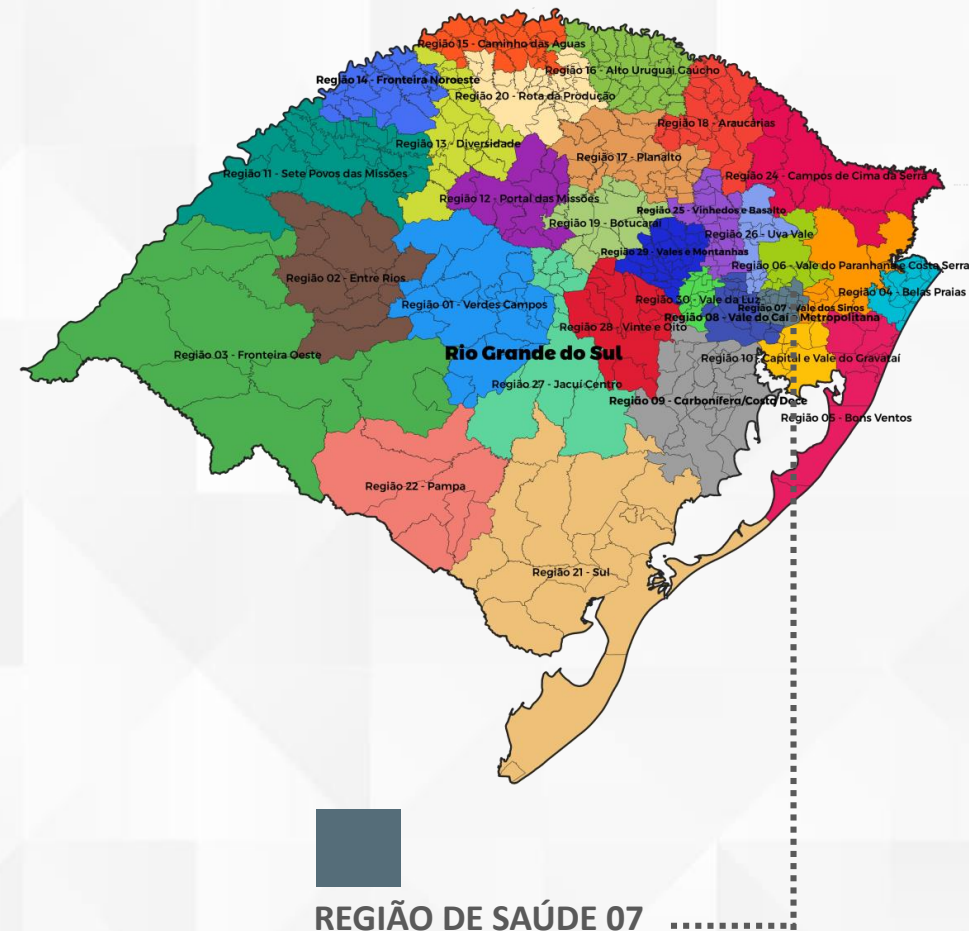 Região 15 - Caminho das Águas
Região 16 - Alto Uruguai Gaúcho
Região 14 - Fronteira Noroeste
Região 20 - Rota da Produção
Região 18 - Araucárias
Região 13 - Diversidade
Região 17 - Planalto
Região 11 - Sete Povos das Missões
Região 24 - Campos de Cima da Serra
Região 12 - Portal das Missões
Região 25 - Vinhedos e Basalto
Região 19 - Botucaraí
Região 26 - Uva Vale
Região 29 - Vales e Montanhas
Região 06 - Vale do Paranhana e Costa Serra
Região 02 - Entre Rios
Região 04 - Belas Praias
Região 30 - Vale da Luz
Região 01 - Verdes Campos
Região 07 - Vale dos Sinos
Região 08 - Vale do Caí - Metropolitana
Região 28 - Vinte e Oito
Rio Grande do Sul
Região 03 - Fronteira Oeste
Região 10 - Capital e Vale do Gravataí
Região 27 - Jacuí Centro
Região 09 - Carbonífera/Costa Doce
Região 05 - Bons Ventos
Região 22 - Pampa
Região 21 - Sul
REGIÃO DE SAÚDE 07